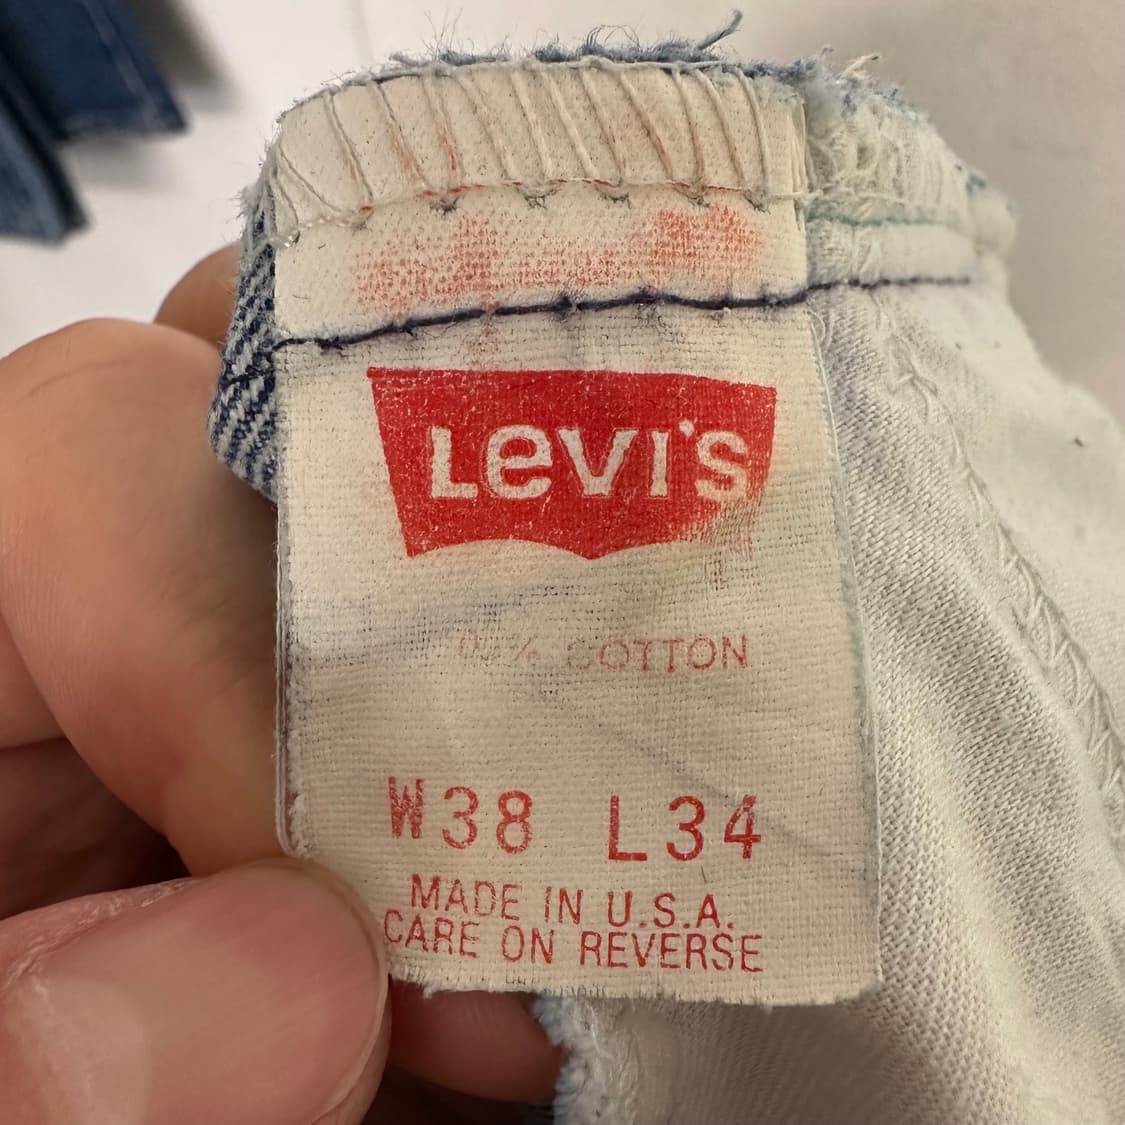 Levi's
% COTTON
W38 L34
MADE IN U.S.A.
CARE ON REVERSE